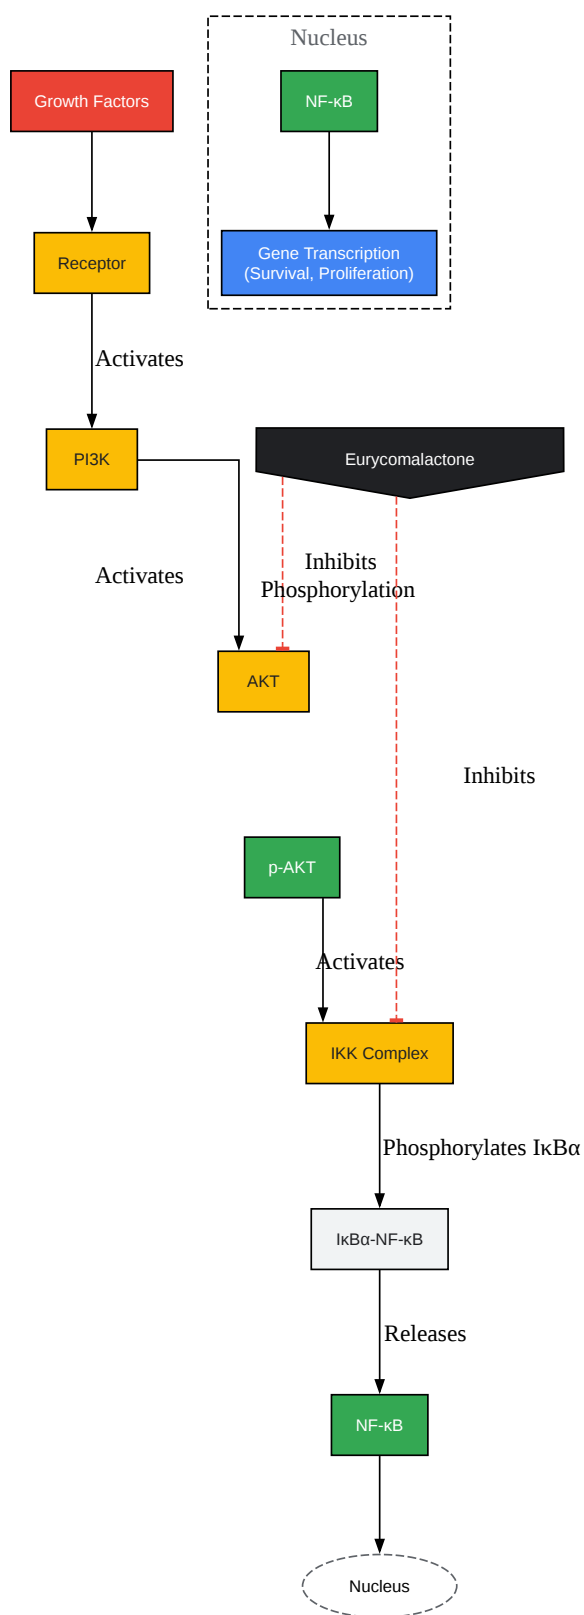 Nucleus
Growth Factors
NF-κB
Receptor
Gene Transcription
(Survival, Proliferation)
Activates
PI3K
Eurycomalactone
Activates
Inhibits
Phosphorylation
AKT
Inhibits
p-AKT
Activates
IKK Complex
Phosphorylates IκBα
IκBα-NF-κB
Releases
NF-κB
Nucleus